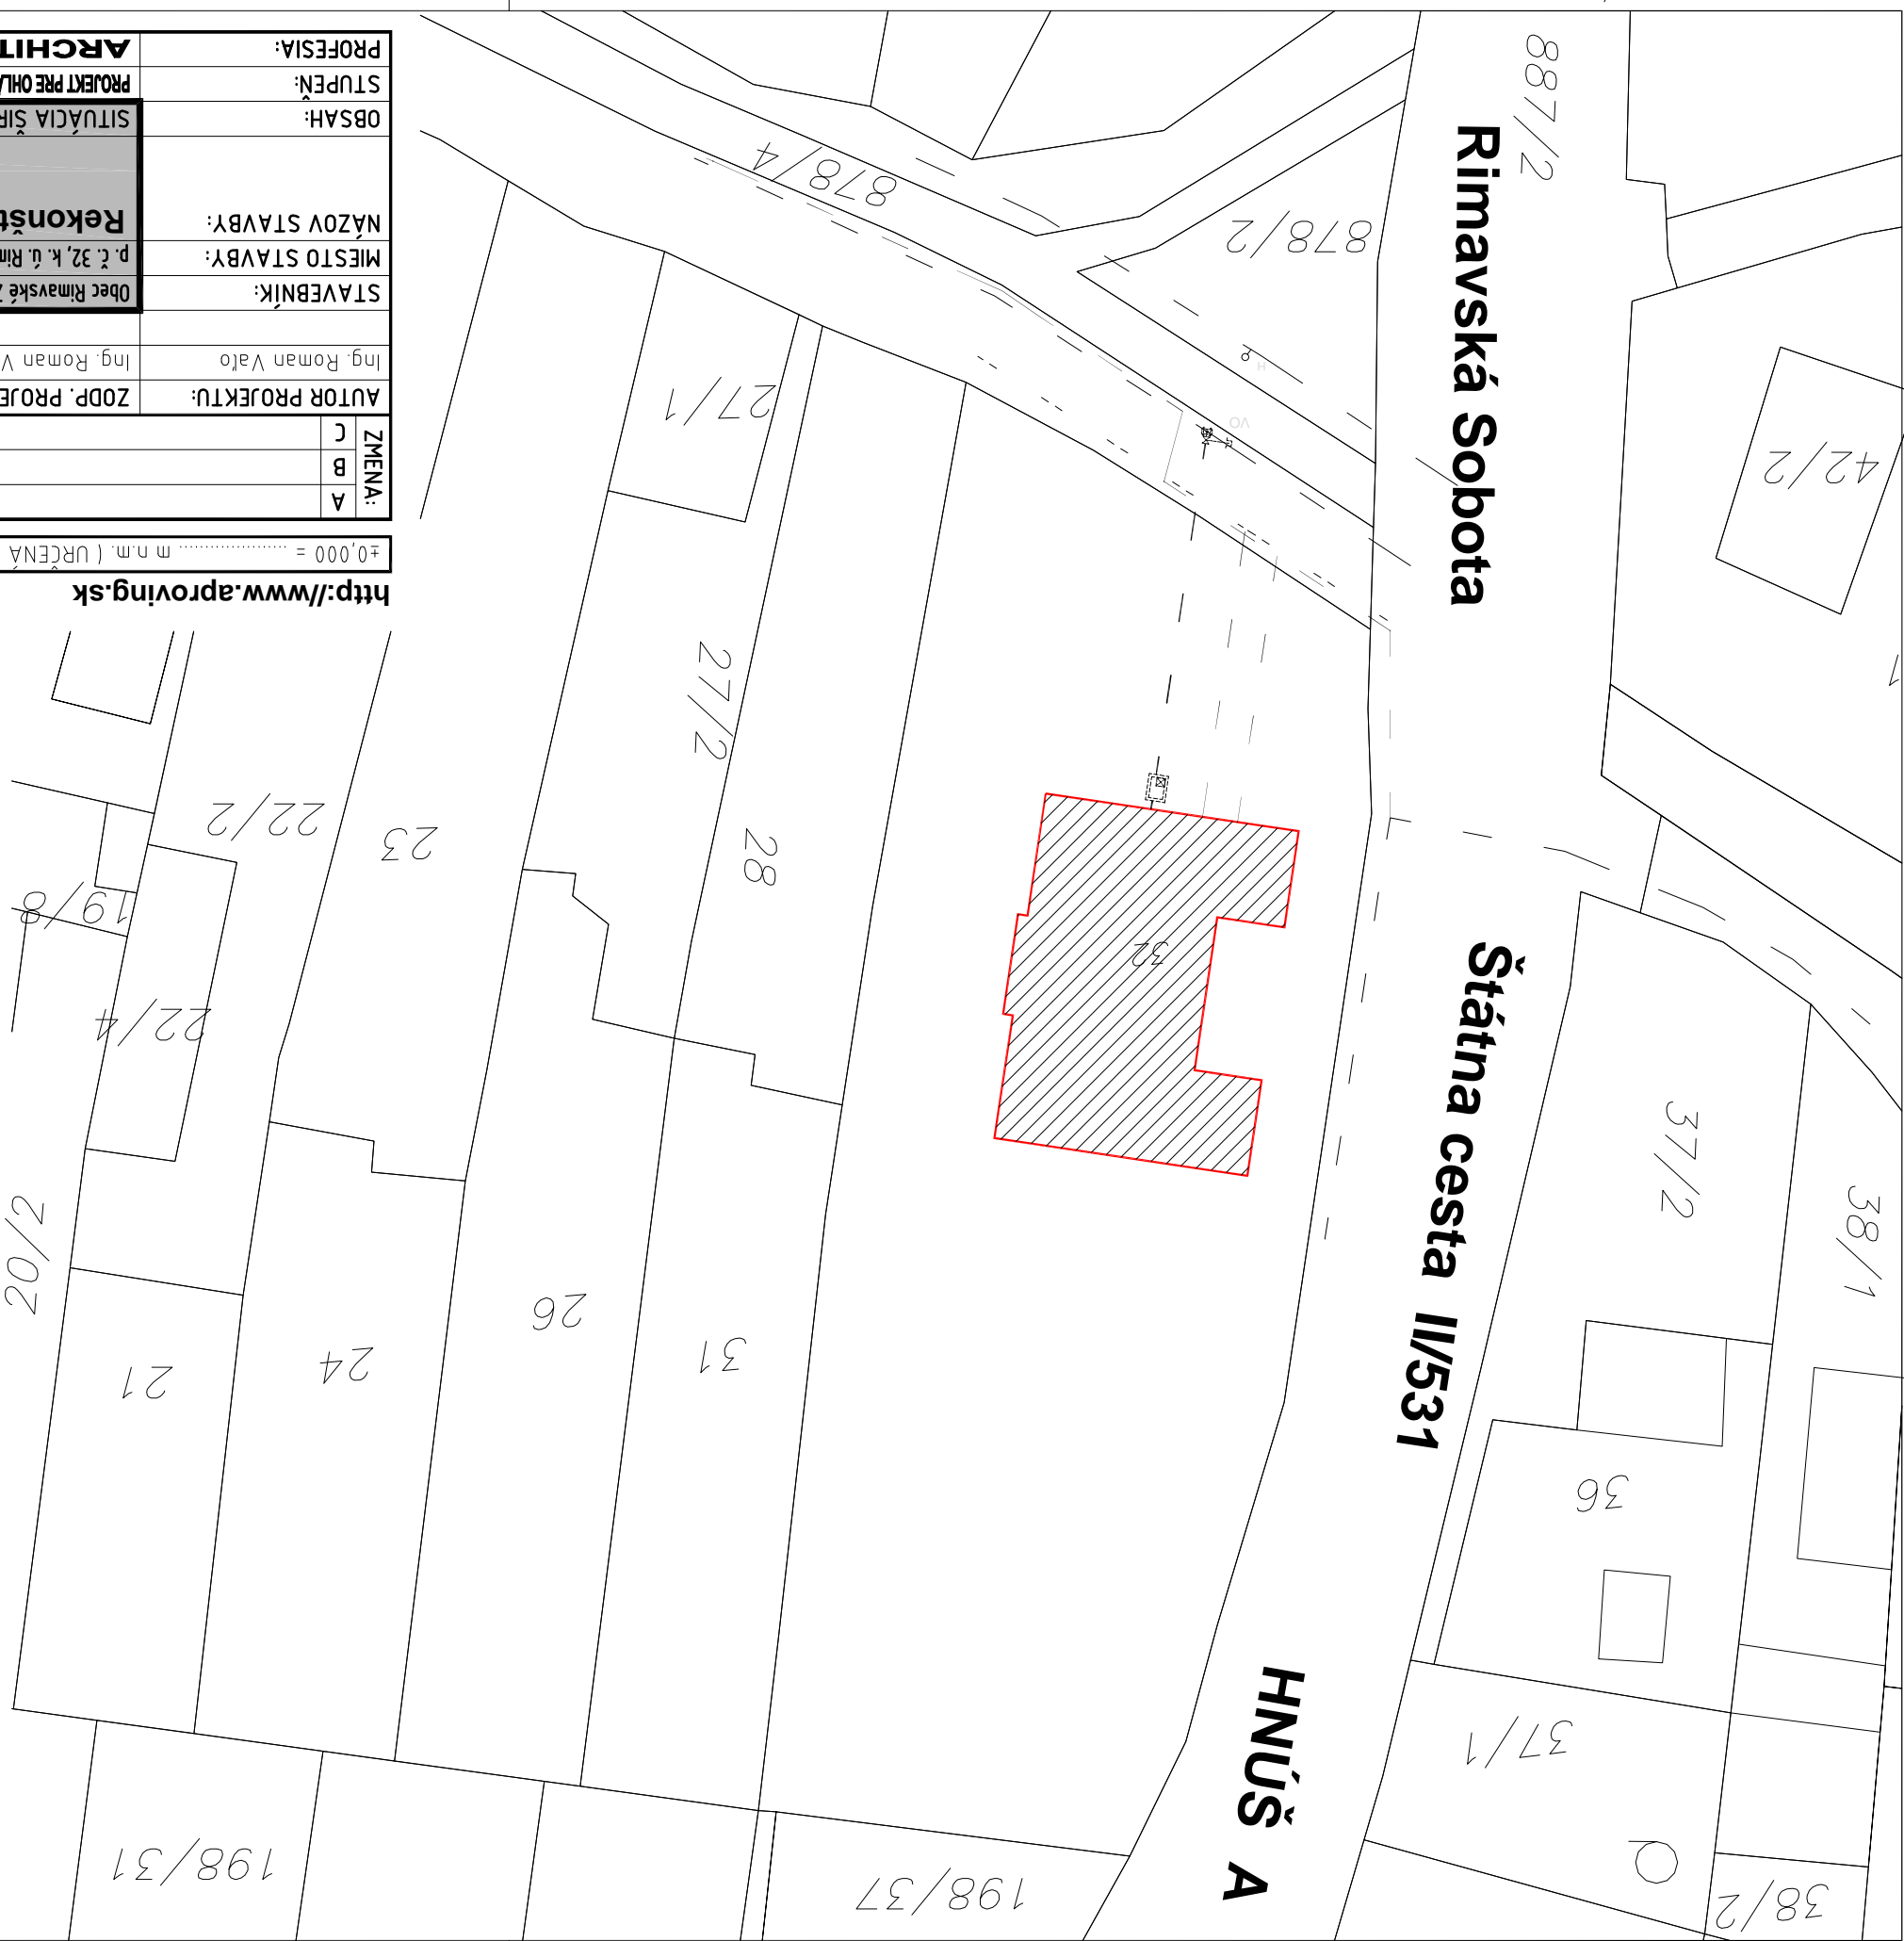 http://www.aproving.sk
±0,000 = .................... m n.m. ( URČENÁ
ZMENA:
A
B
C
AUTOR PROJEKTU:
ZODP. PROJE
Ing. Roman Vaľo
Ing. Roman V
STAVEBNÍK:
Obec Rimavské Z
MIESTO STAVBY:
p. č. 32, k. ú. Rim
NÁZOV STAVBY:
Rekonšt
OBSAH:
SITUÁCIA ŠIR
STUPEŇ:
PROJEKT PRE OHLÁ
PROFESIA:
ARCHIT
Rimavská Sobota
Štátna cesta II/531
HNÚŠ A
887/2
878/4
878/2
H
VO
42/2
1
27/1
27/2
28
22/2
23
19/8
22/4
32
20/2
21
24
26
31
37/2
38/1
36
37/1
38/2
198/31
198/37